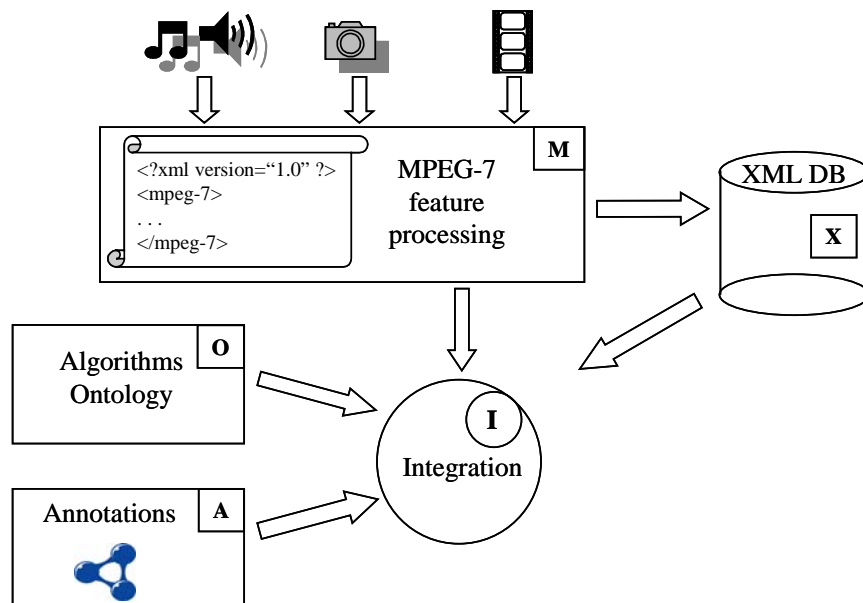 <?xml version=“1.0” ?>
<mpeg-7>
. . .
</mpeg-7>
MPEG-7
feature
processing
M
XML DB
X
Algorithms
Ontology
O
I
Integration
Annotations
A